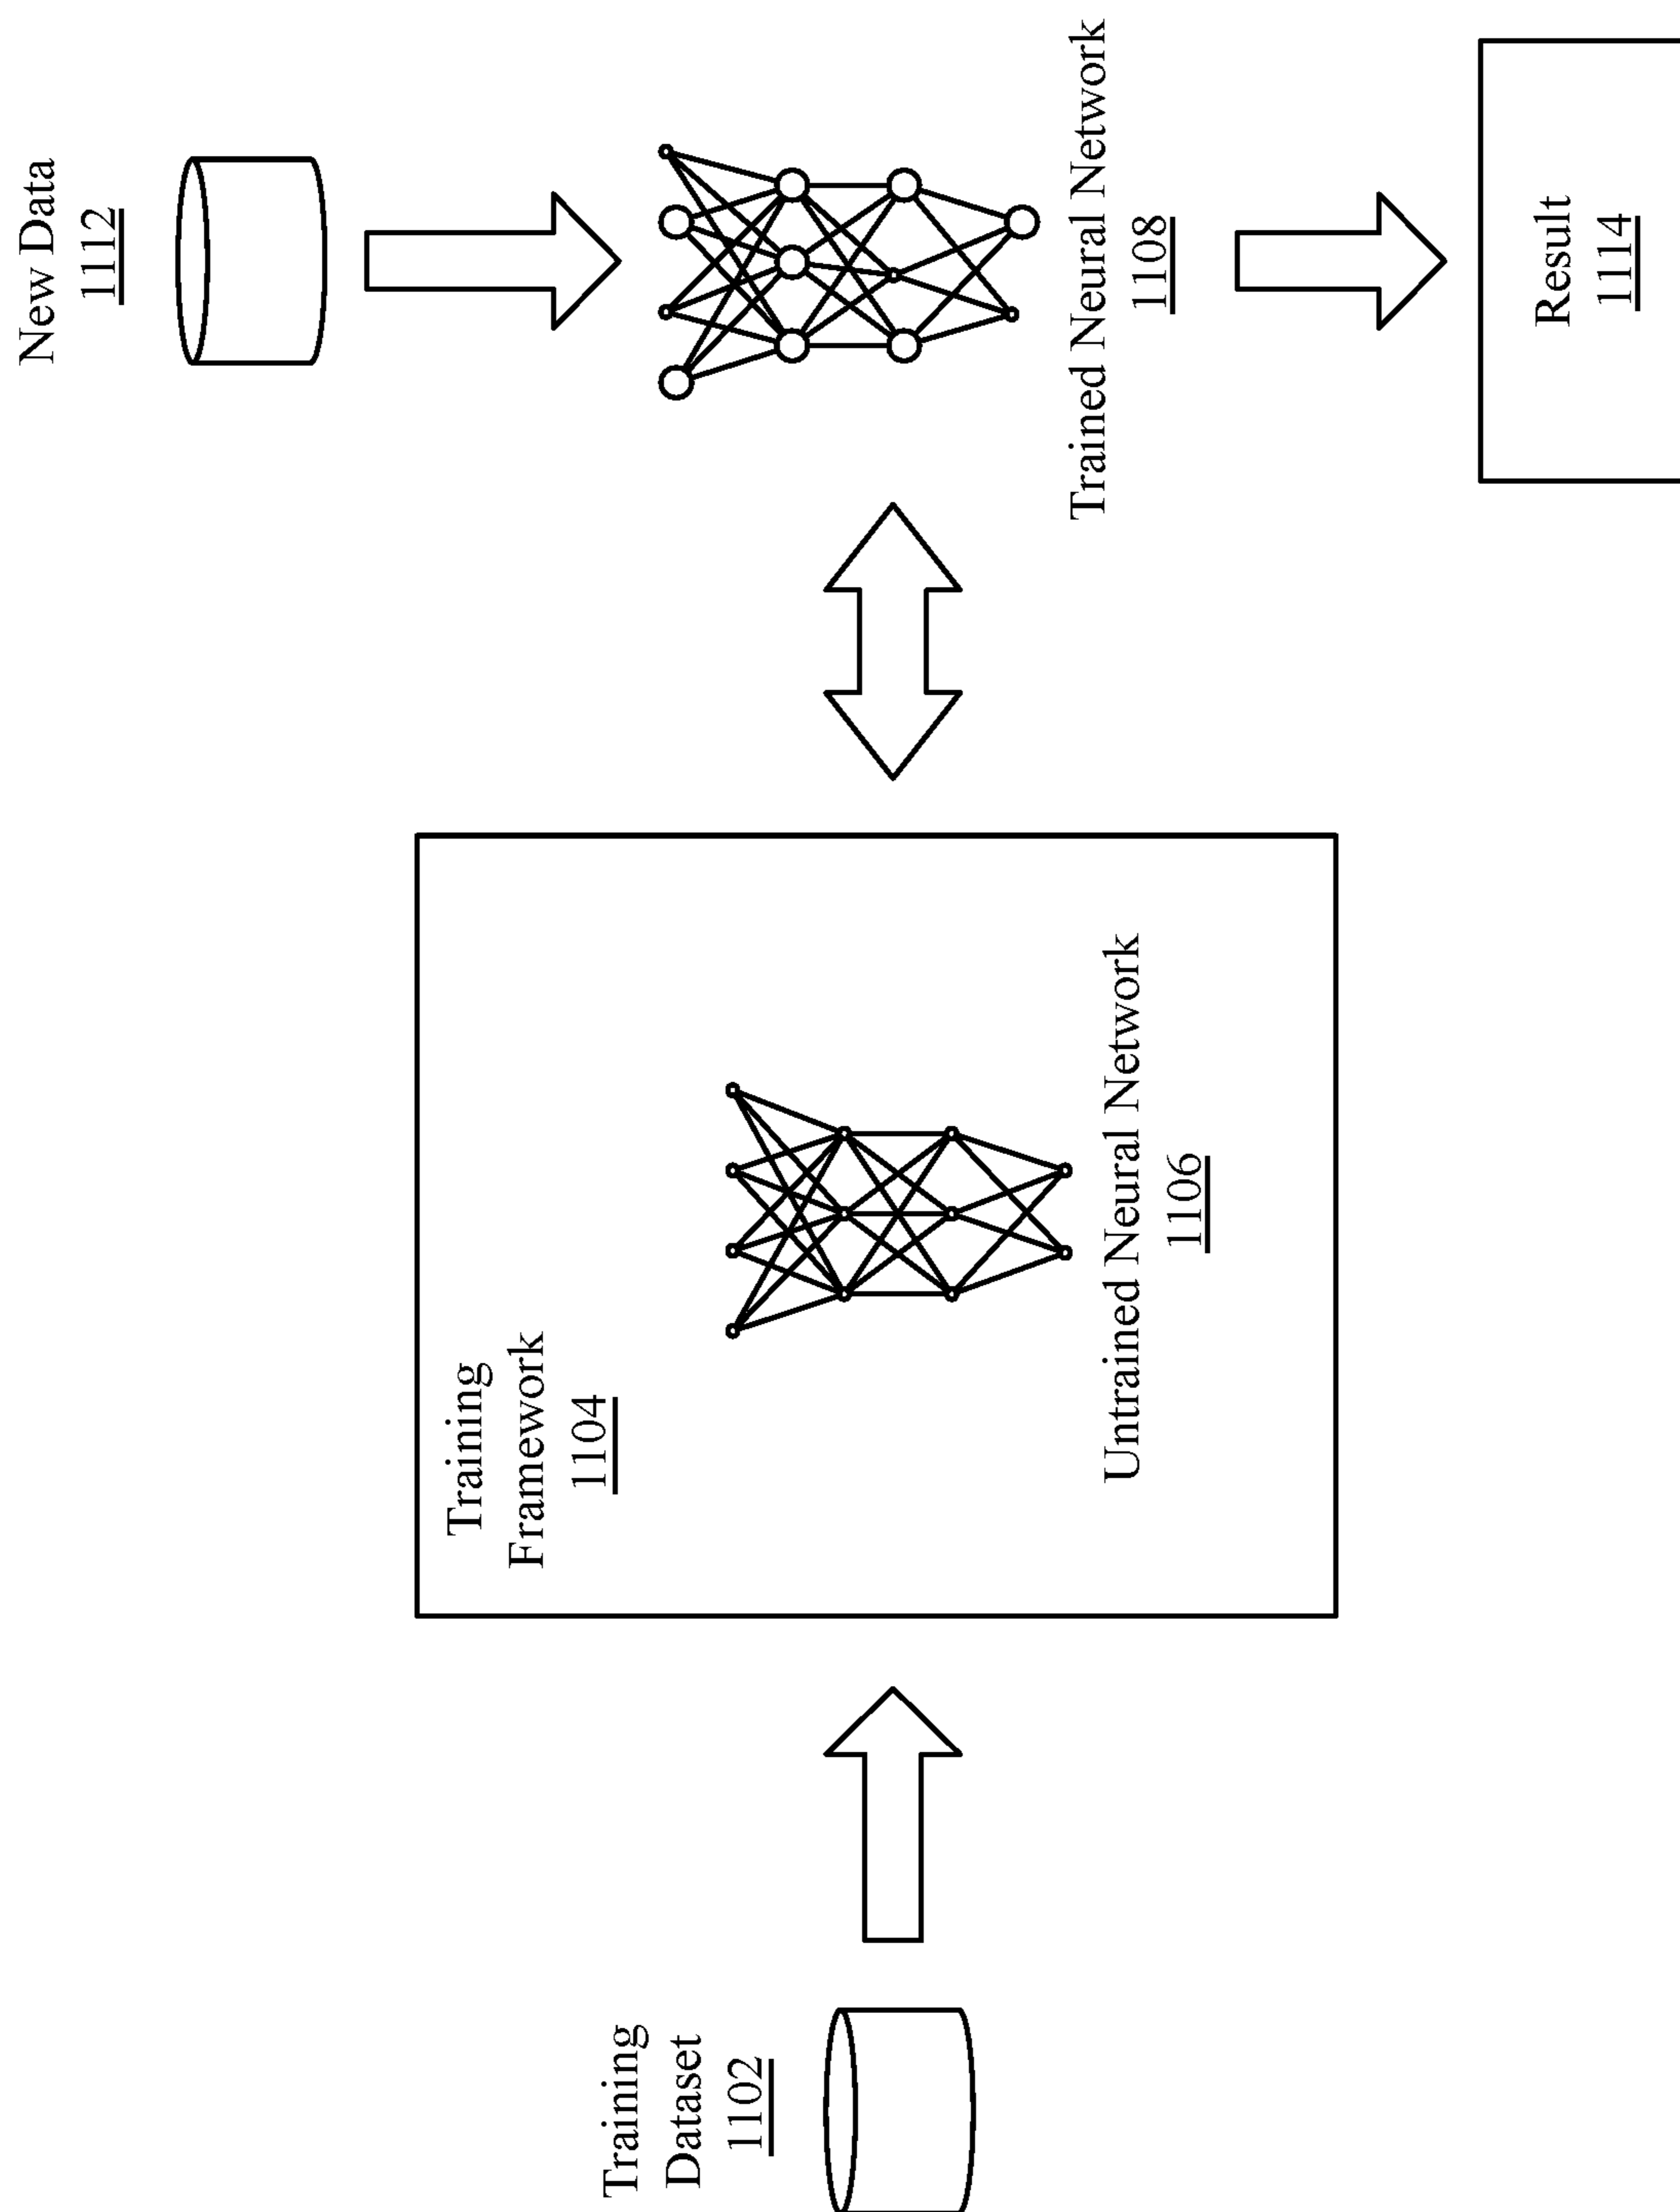 Training
Dataset
1102
Training
Framework
1104
Untrained Neural Network
1106
New Data
1112
Trained Neural Network
1108
Result
1114